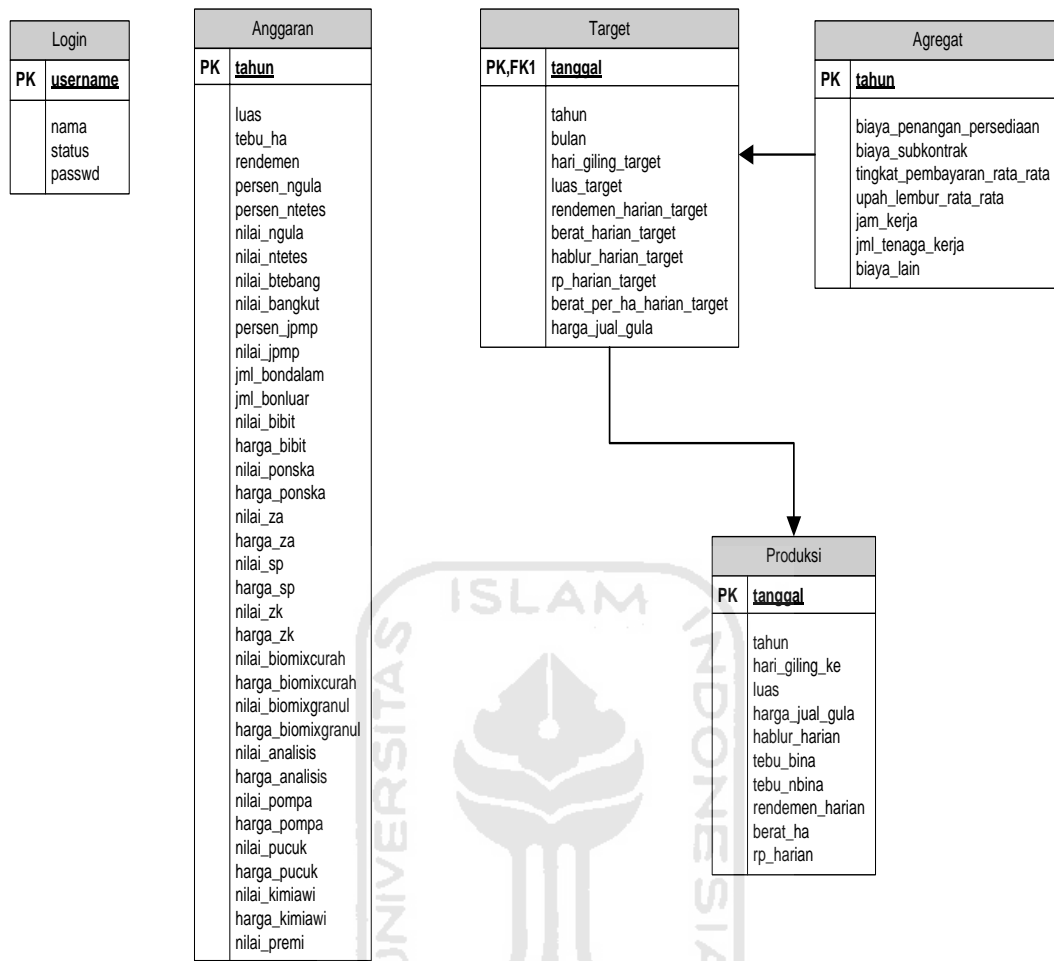 Login
PK username
nama
status
passwd
Anggaran
PK tahun
luas
tebu_ha
rendemen
persen_ngula
persen_ntetes
nilai_ngula
nilai_ntetes
nilai_btebang
nilai_bangkut
persen_jpmp
nilai_jpmp
jml_bondalam
jml_bonluar
nilai_bibit
harga_bibit
nilai_ponska
harga_ponska
nilai_za
harga_za
nilai_sp
harga_sp
nilai_zk
harga_zk
nilai_biomixcurah
harga_biomixcurah
nilai_biomixgranul
harga_biomixgranul
nilai_analisis
harga_analisis
nilai_pompa
harga_pompa
nilai_pucuk
harga_pucuk
nilai_kimiawi
harga_kimiawi
nilai_premi
Target
PK,FK1 tanggal
tahun
bulan
hari_giling_target
luas_target
rendemen_harian_target
berat_harian_target
hablur_harian_target
rp_harian_target
berat_per_ha_harian_target
harga_jual_gula
Agregat
PK tahun
biaya_penangan_persediaan
biaya_subkontrak
tingkat_pembayaran_rata_rata
upah_lembur_rata_rata
jam_kerja
jml_tenaga_kerja
biaya_lain
Produksi
PK tanggal
tahun
hari_giling_ke
luas
harga_jual_gula
hablur_harian
tebu_bina
tebu_nbina
rendemen_harian
berat_ha
rp_harian
ISLAM
UNIVERSITAS
INDONESIA